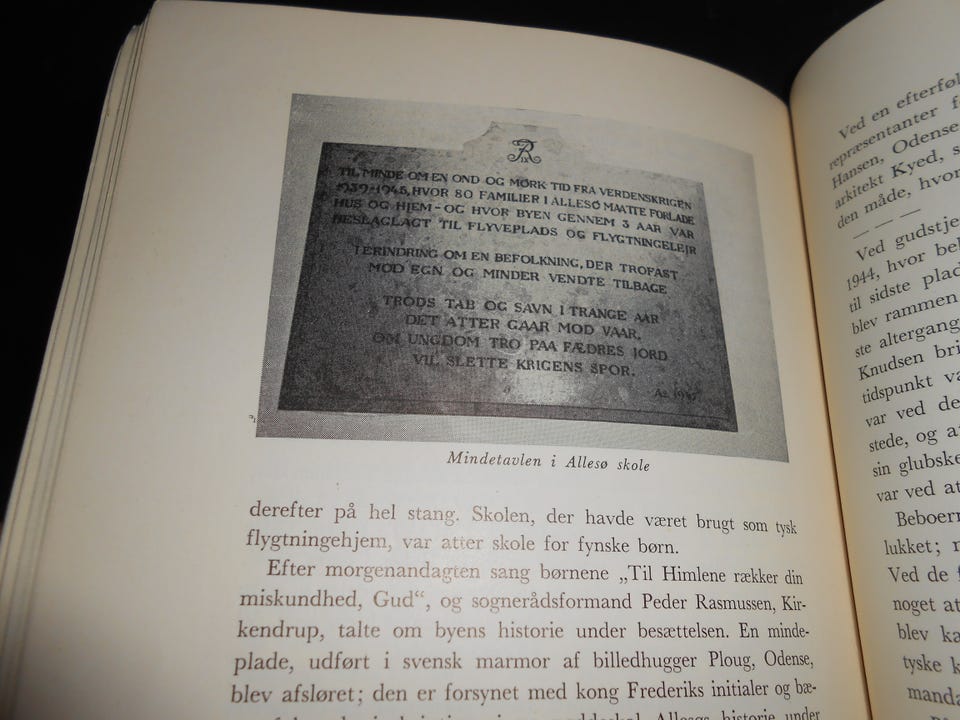 R
IX
TIL MINDE OM EN OND OG MØRK TID FRA VERDENSKRIGEN
1939-1945, HVOR 80 FAMILIER I ALLESØ MAATTE FORLADE
HUS OG HJEM - OG HVOR BYEN GENNEM 3 AAR VAR
BESLAGLAGT TIL FLYVEPLADS OG FLYGTNINGELEJR
I ERINDRING OM EN BEFOLKNING, DER TROFAST
MOD EGN OG MINDER VENDTE TILBAGE
TRODS TAB OG SAVN I TRANGE AAR
DET ATTER GAAR MOD VAAR,
OM UNGDOM TRO PAA FÆDRES JORD
VIL SLETTE KRIGENS SPOR.
Mindetavlen i Allesø skole
derefter på hel stang. Skolen, der havde været brugt som tysk
flygtningehjem, var atter skole for fynske børn.
Efter morgenandagten sang børnene „Til Himlene rækker din
miskundhed, Gud“, og sognerådsformand Peder Rasmussen, Kir-
kendrup, talte om byens historie under besættelsen. En minde-
plade, udført i svensk marmor af billedhugger Ploug, Odense,
blev afsløret; den er forsynet med kong Frederiks initialer og bæ-
Allesøs historie under
Ved en efterføl
repræsentanter f
Hansen, Odense
arkitekt Kyed, s
den måde, hvor
— — —
Ved gudstje
1944, hvor be
til sidste plad
blev rammen
ste altergang
Knudsen bri
tidspunkt va
var ved de
stede, og a
sin glubske
var ved at
Beboer
lukket;
Ved de f
noget at
blev ka
tyske k
manda